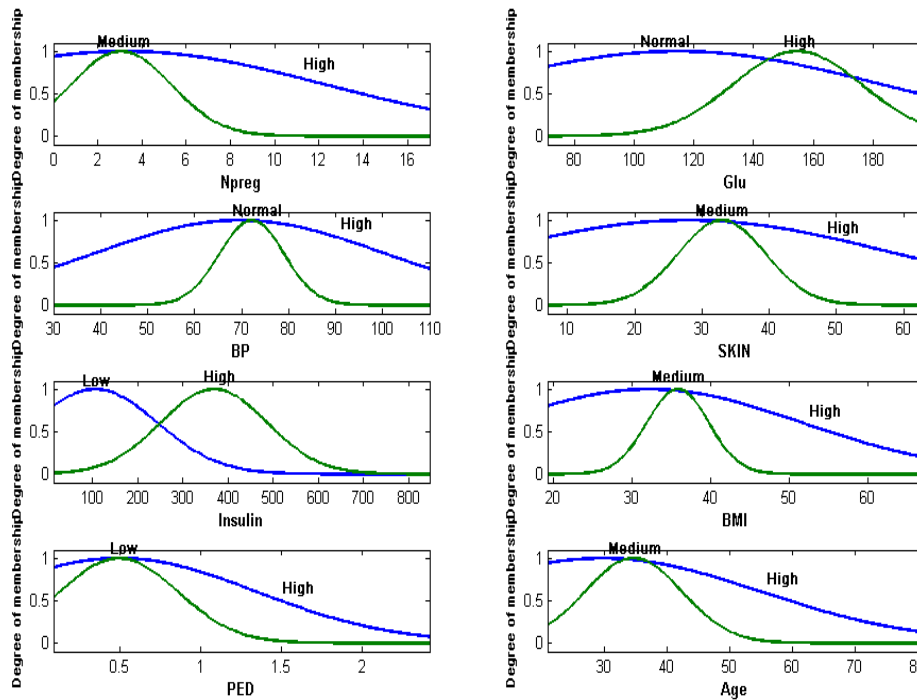 Degree of membership
Medium
High
1
0.5
0
0 2 4 6 8 10 12 14 16
Npreg
Degree of membership
Normal High
1
0.5
0
80 100 120 140 160 180
Glu
Degree of membership
Normal
High
1
0.5
0
30 40 50 60 70 80 90 100 110
BP
Degree of membership
Medium
High
1
0.5
0
10 20 30 40 50 60
SKIN
Degree of membership
Low High
1
0.5
0
100 200 300 400 500 600 700 800
Insulin
Degree of membership
Medium
High
1
0.5
0
20 30 40 50 60
BMI
Degree of membership
Low
High
1
0.5
0
0.5 1 1.5 2
PED
Degree of membership
Medium
High
1
0.5
0
30 40 50 60 70 80
Age